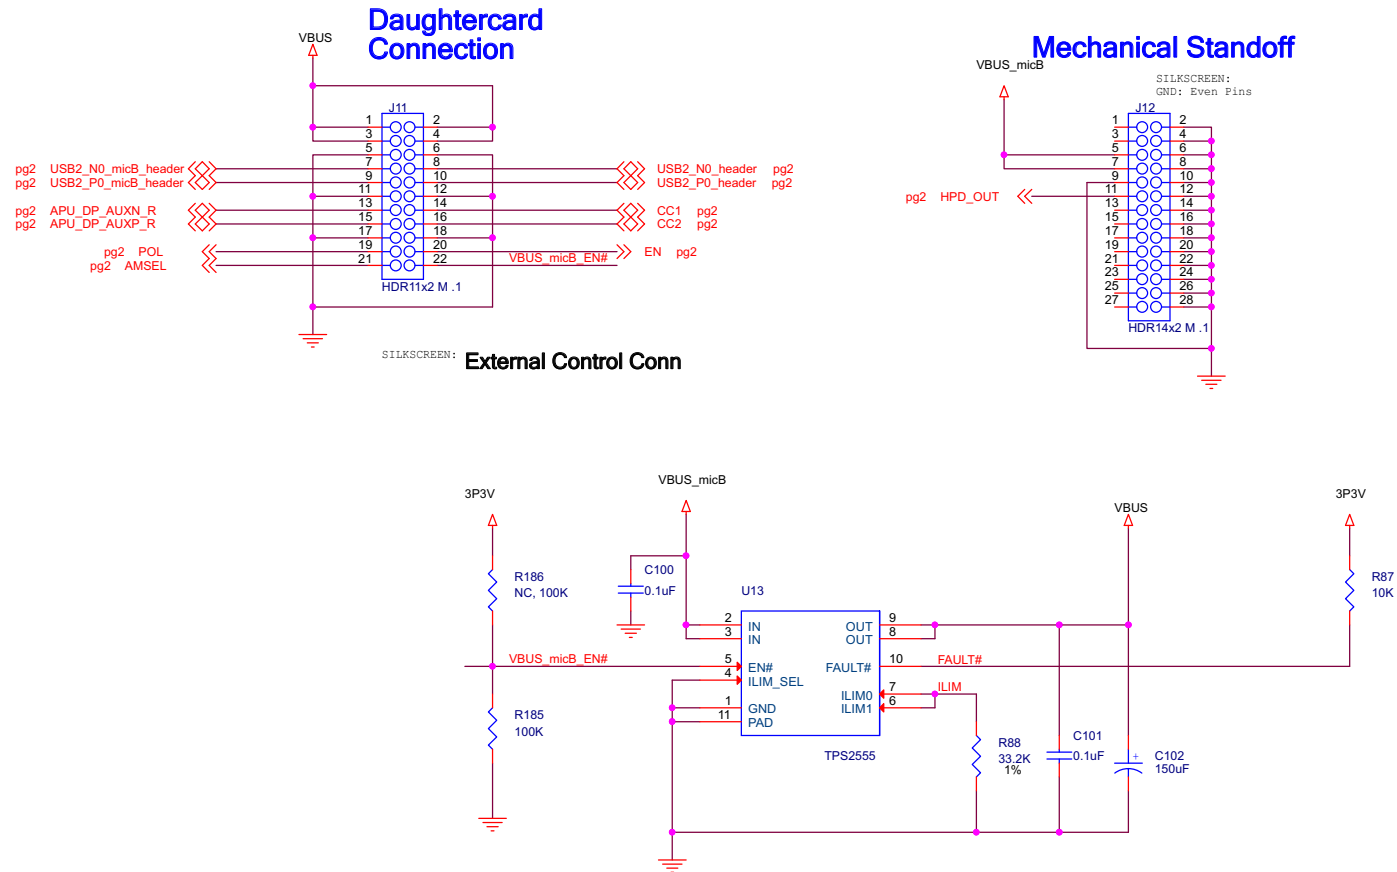 Daughtercard
Connection
VBUS
J11
1 2
3 4
5 6
7 8
9 10
11 12
13 14
15 16
17 18
19 20
21 22
pg2 USB2_N0_micB_header
pg2 USB2_P0_micB_header
pg2 APU_DP_AUXN_R
pg2 APU_DP_AUXP_R
pg2 POL
pg2 AMSEL
USB2_N0_header pg2
USB2_P0_header pg2
CC1 pg2
CC2 pg2
EN pg2
VBUS_micB_EN#
HDR11x2 M .1
SILKSCREEN: External Control Conn
Mechanical Standoff
VBUS_micB
SILKSCREEN:
GND: Even Pins
J12
1 2
3 4
5 6
7 8
9 10
11 12
13 14
15 16
17 18
19 20
21 22
23 24
25 26
27 28
pg2 HPD_OUT
HDR14x2 M .1
3P3V
R186
NC, 100K
VBUS_micB_EN#
R185
100K
VBUS_micB
C100
0.1uF
U13
2 IN
3 IN
5 EN#
4 ILIM_SEL
1 GND
11 PAD
OUT 9
OUT 8
FAULT# 10
ILIM0 7
ILIM1 6
TPS2555
FAULT#
ILIM
R88
33.2K
1%
C101
0.1uF
VBUS
C102
+
150uF
3P3V
R87
10K